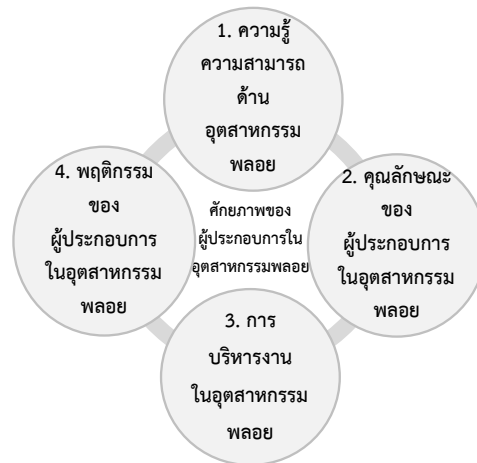 1. ความรู้
ความสามารถ
ด้าน
อุตสาหกรรม
พลอย
2. คุณลักษณะ
ของ
ผู้ประกอบการ
ในอุตสาหกรรม
พลอย
3. การ
บริหารงาน
ในอุตสาหกรรม
พลอย
4. พฤติกรรม
ของ
ผู้ประกอบการ
ในอุตสาหกรรม
พลอย
ศักยภาพของ
ผู้ประกอบการใน
อุตสาหกรรมพลอย